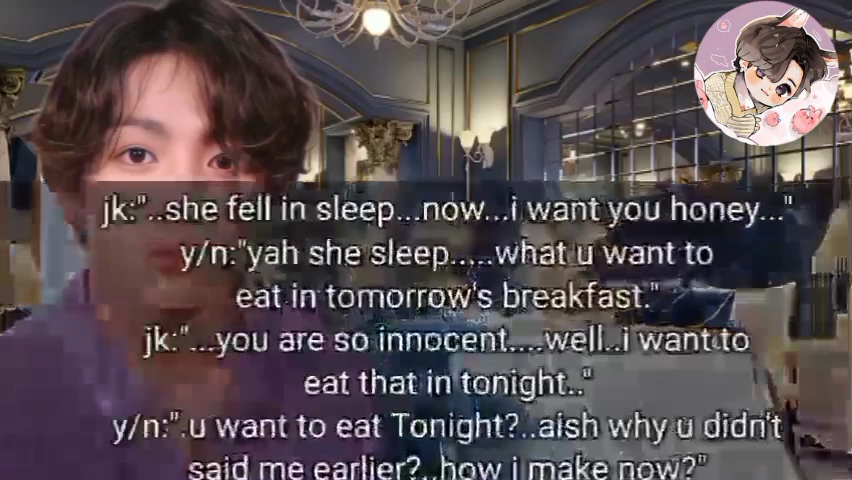 jk:"..she fell in sleep...now...i want you honey..."
y/n:"yah she sleep.....what u want to
eat in tomorrow's breakfast."
jk:"...you are so innocent....well..i want to
eat that in tonight.."
y/n:".u want to eat Tonight?..aish why u didn't
said me earlier?..how i make now?"